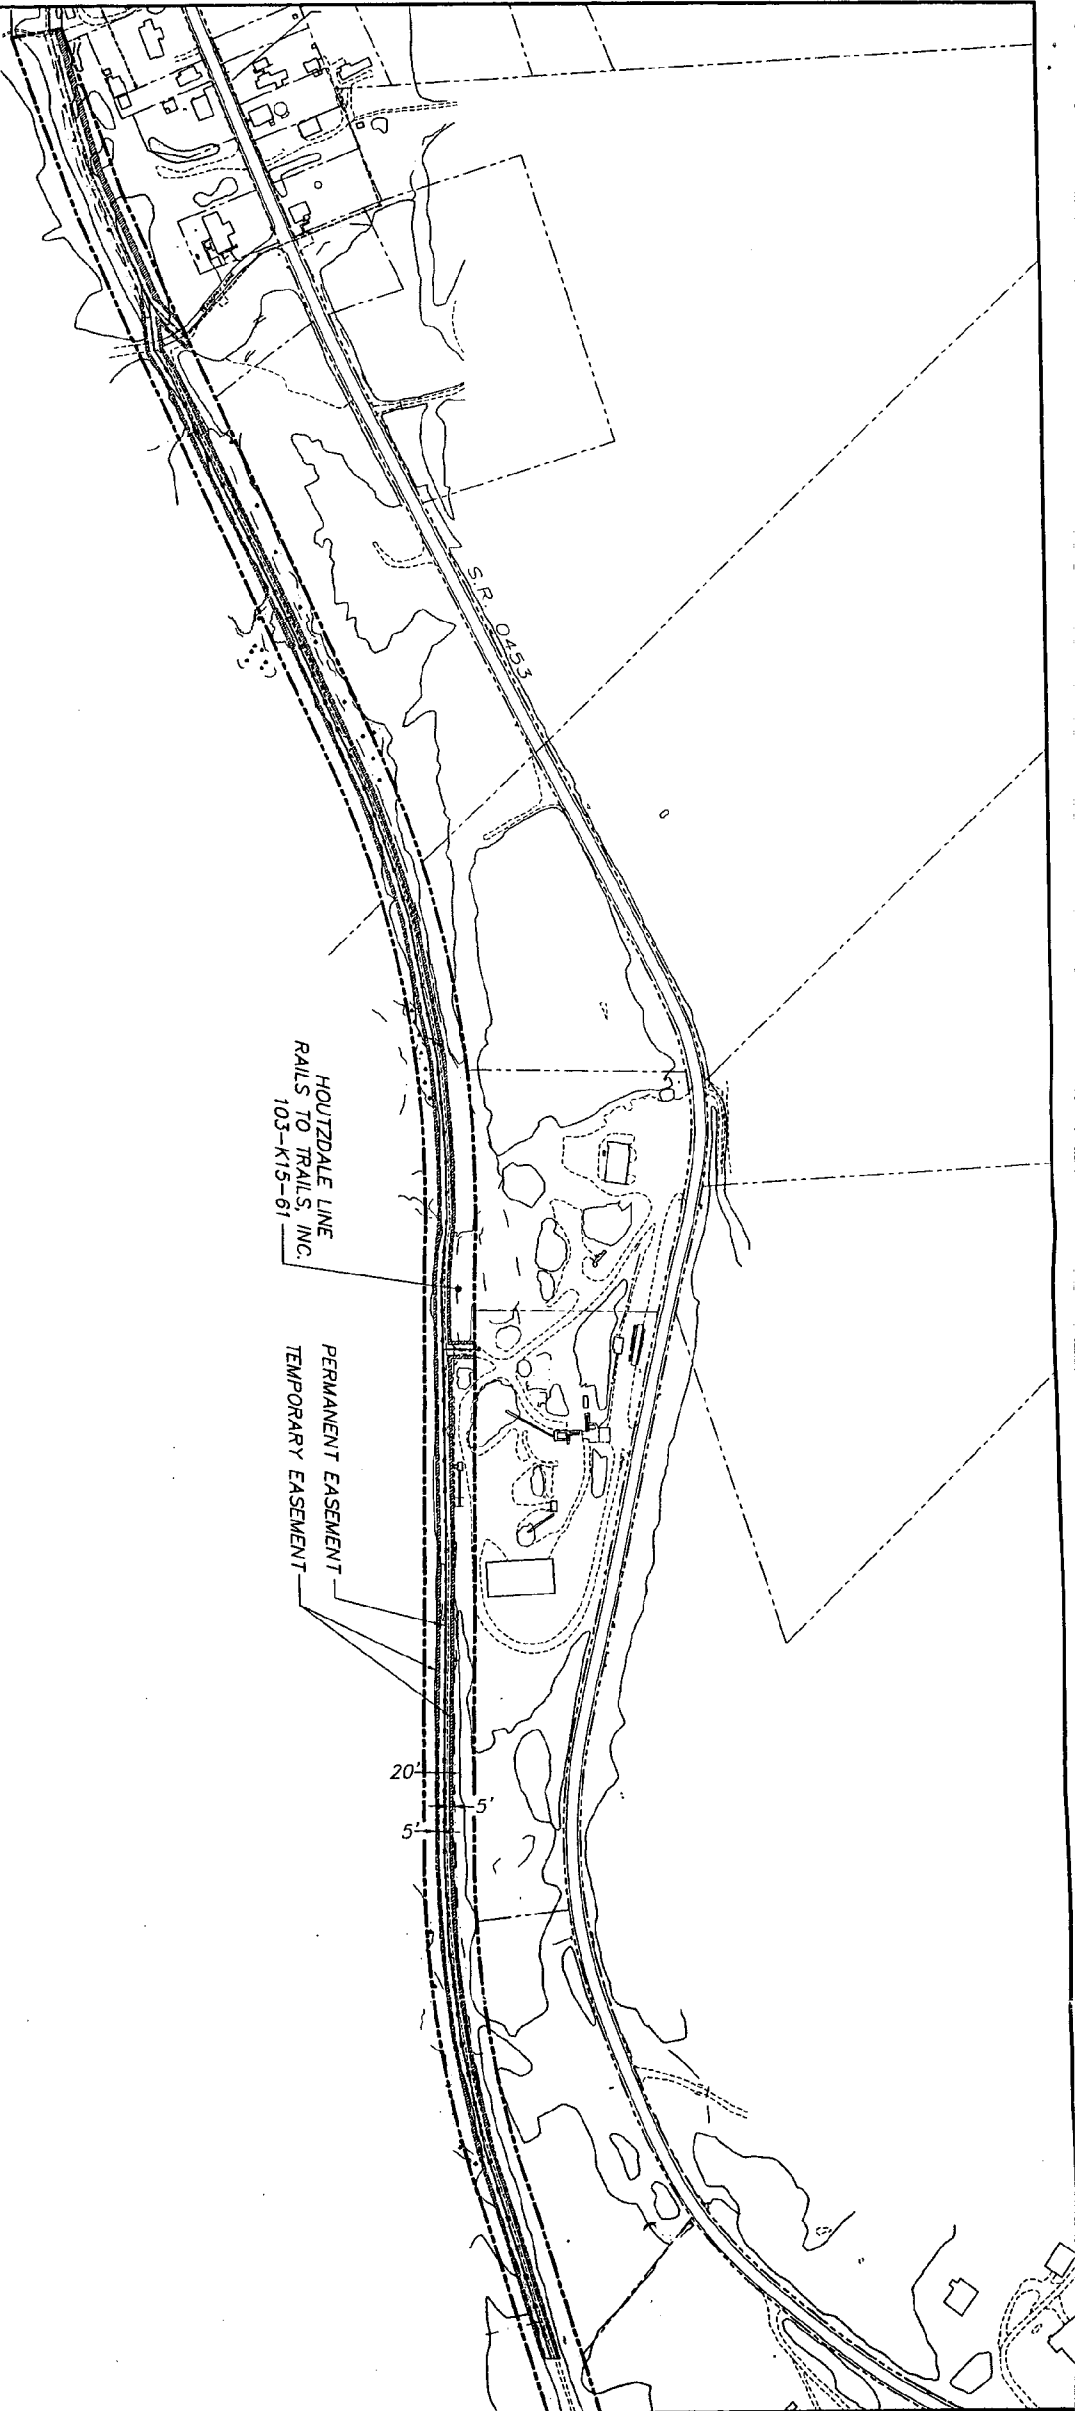 S.R. 0453
HOUTZDALE LINE
RAILS TO TRAILS, INC.
103-K15-61
PERMANENT EASEMENT
TEMPORARY EASEMENT
20'
5'
5'